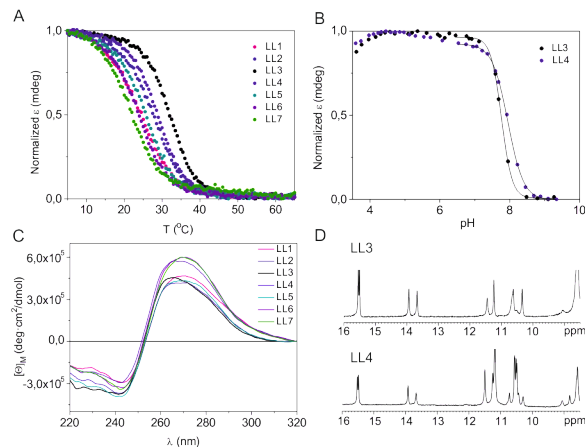 A
Normalized ε (mdeg)
1,0
0,5
0,0
10 20 30 40 50 60
T (°C)
LL1
LL2
LL3
LL4
LL5
LL6
LL7
B
Normalized ε (mdeg)
1,0
0,5
0,0
4 6 8 10
pH
LL3
LL4
C
[Θ]M (deg·cm²/dmol)
6,0x10⁵
3,0x10⁵
0,0
-3,0x10⁵
220 240 260 280 300 320
λ (nm)
LL1
LL2
LL3
LL4
LL5
LL6
LL7
D
LL3
16 15 14 13 12 11 10 9 ppm
LL4
16 15 14 13 12 11 10 9 ppm